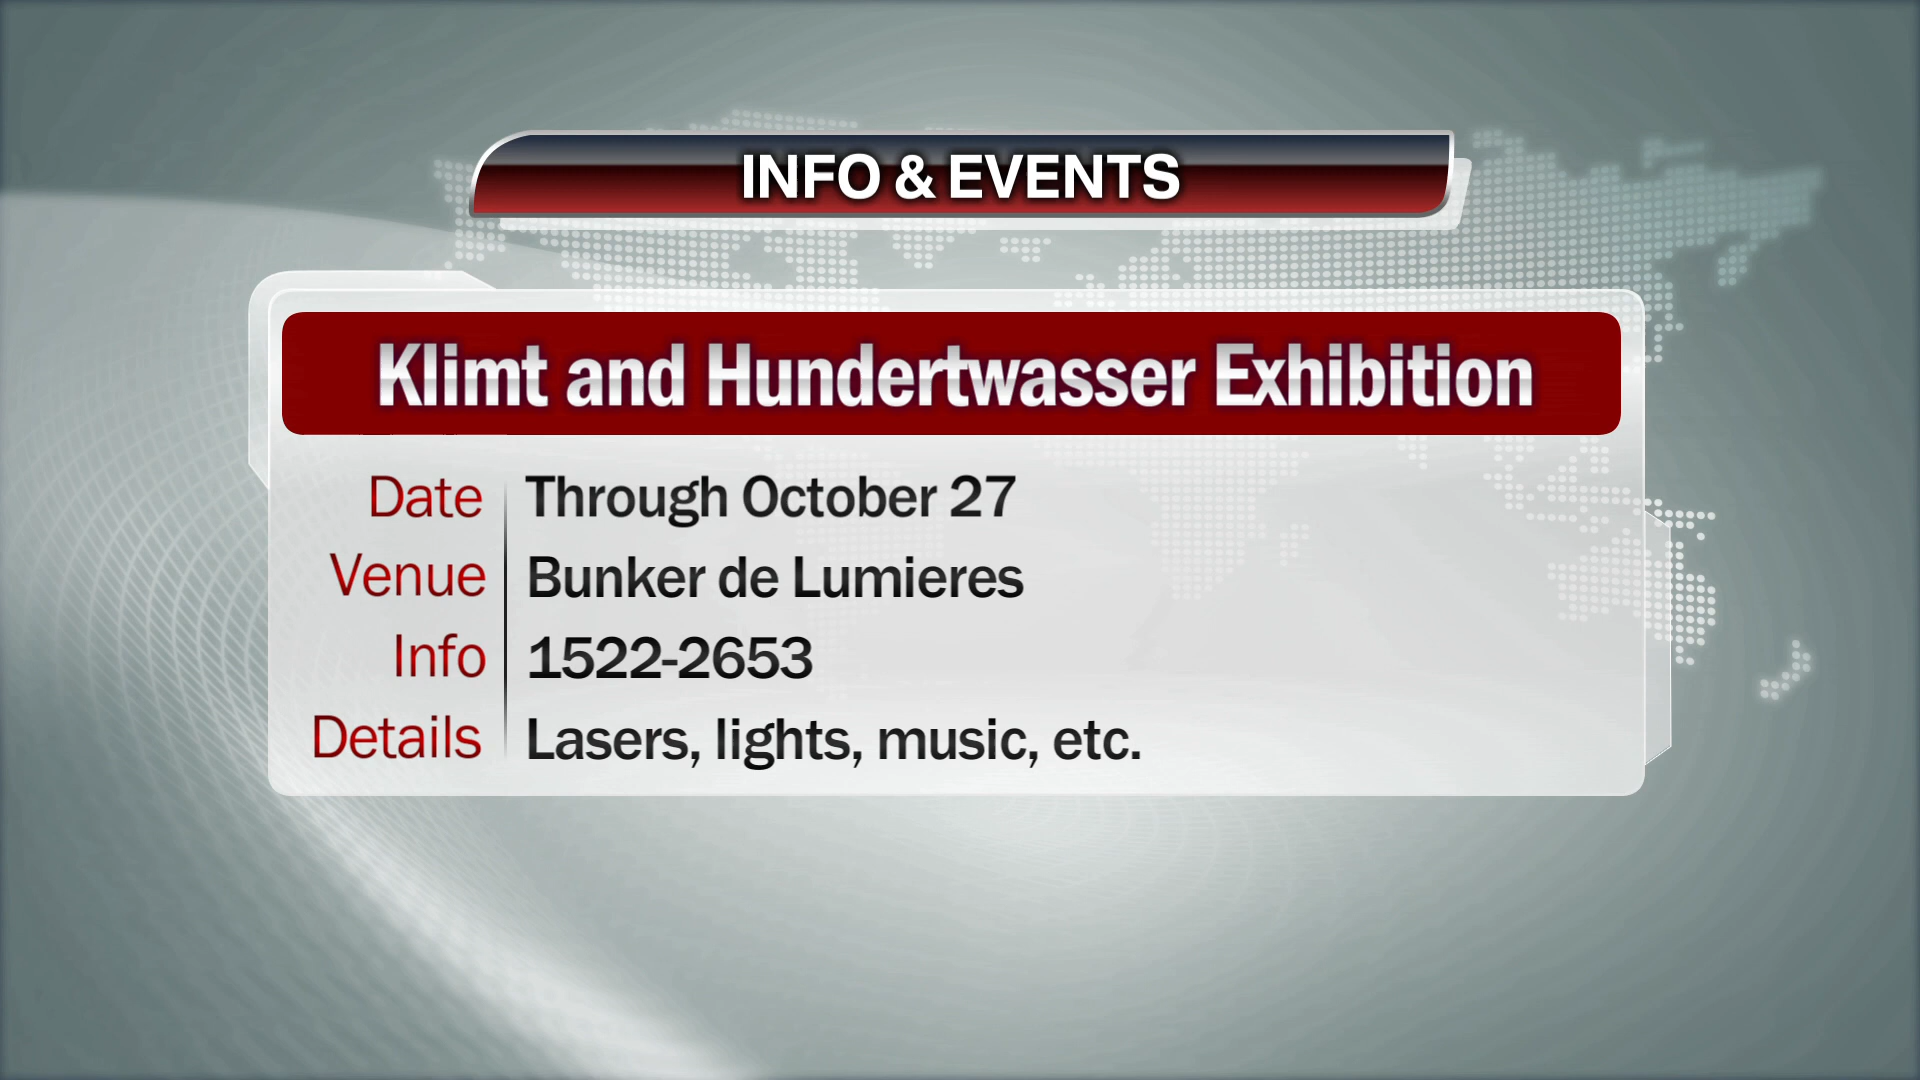 INFO & EVENTS
Klimt and Hundertwasser Exhibition
Date Through October 27
Venue Bunker de Lumieres
Info 1522-2653
Details Lasers, lights, music, etc.